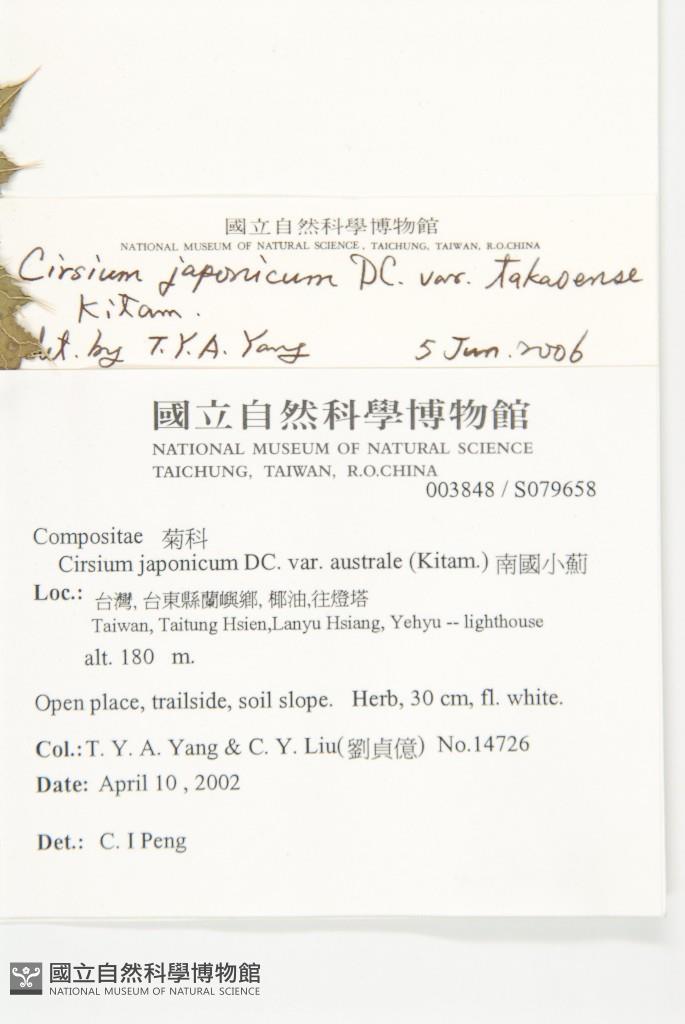 國立自然科學博物館
NATIONAL MUSEUM OF NATURAL SCIENCE, TAICHUNG, TAIWAN, R.O.CHINA
Cirsium japonicum DC. var. takaoense
Kitam.
det. by T.Y.A. Yang 5 Jun. 2006
國立自然科學博物館
NATIONAL MUSEUM OF NATURAL SCIENCE
TAICHUNG, TAIWAN, R.O.CHINA
003848 / S079658
Compositae 菊科
Cirsium japonicum DC. var. australe (Kitam.) 南國小薊
Loc.: 台灣, 台東縣蘭嶼鄉, 椰油,往燈塔
Taiwan, Taitung Hsien,Lanyu Hsiang, Yehyu -- lighthouse
alt. 180 m.
Open place, trailside, soil slope. Herb, 30 cm, fl. white.
Col.: T. Y. A. Yang & C. Y. Liu(劉貞億) No.14726
Date: April 10 , 2002
Det.: C. I Peng
國立自然科學博物館
NATIONAL MUSEUM OF NATURAL SCIENCE